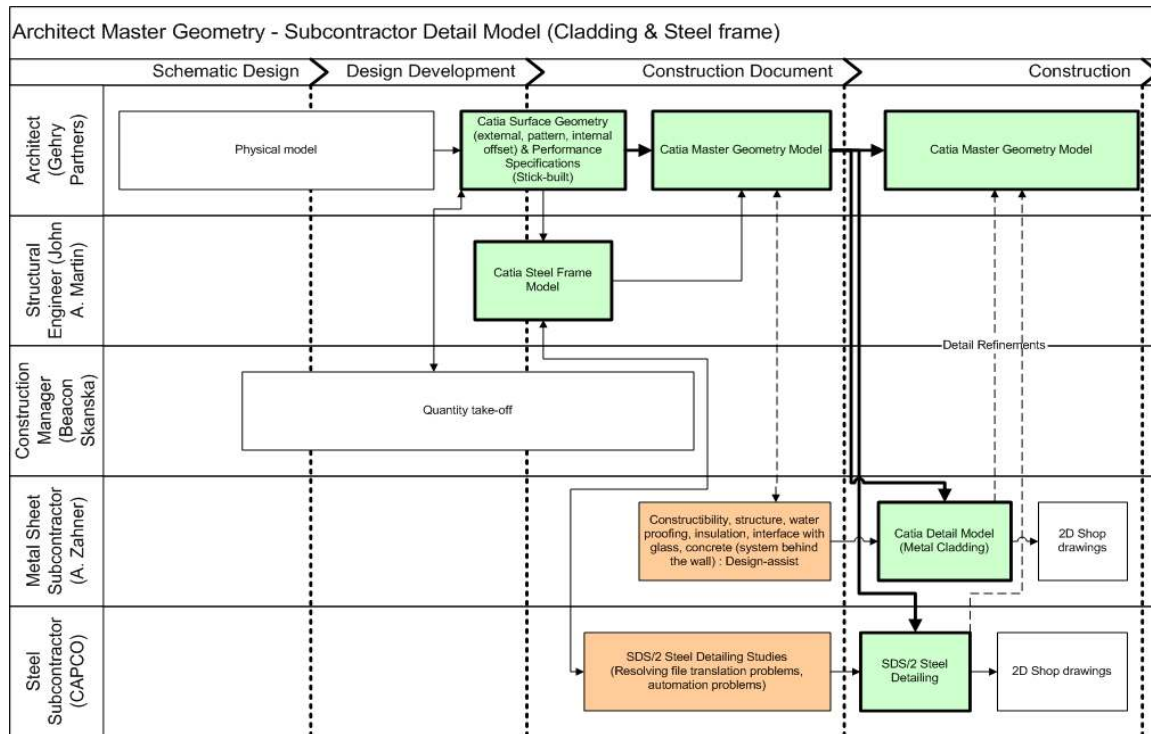 Architect Master Geometry - Subcontractor Detail Model (Cladding & Steel frame)
Schematic Design
Design Development
Construction Document
Construction
Architect
(Gehry
Partners)
Physical model
Catia Surface Geometry
(external, pattern, internal
offset) & Performance
Specifications
(Stick-built)
Catia Master Geometry Model
Catia Master Geometry Model
Structural
Engineer (John
A. Martin)
Catia Steel Frame
Model
Detail Refinements
Construction
Manager
(Beacon
Skanska)
Quantity take-off
Metal Sheet
Subcontractor
(A. Zahner)
Constructibility, structure, water
proofing, insulation, interface with
glass, concrete (system behind
the wall) : Design-assist
Catia Detail Model
(Metal Cladding)
2D Shop
drawings
Steel
Subcontractor
(CAPCO)
SDS/2 Steel Detailing Studies
(Resolving file translation problems,
automation problems)
SDS/2 Steel
Detailing
2D Shop drawings